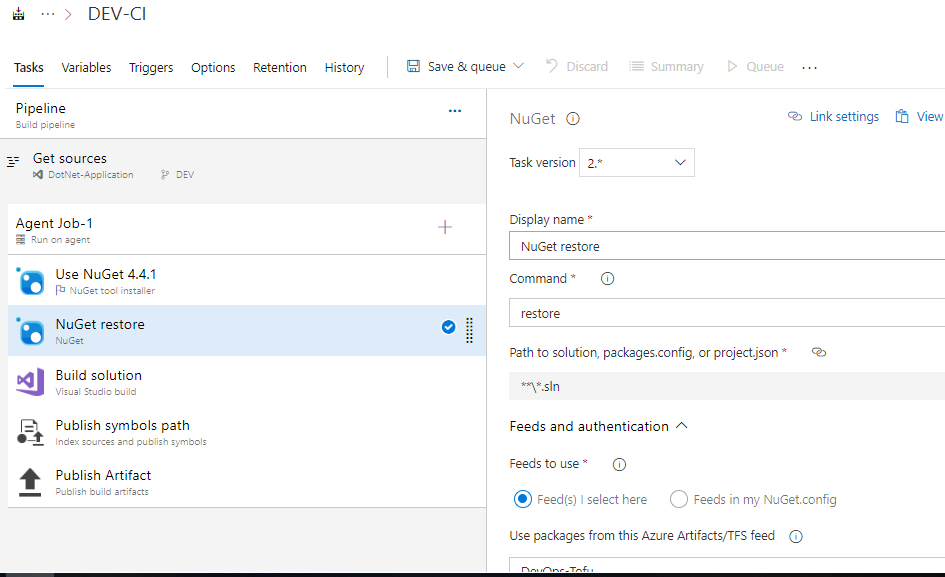 ··· > DEV-CI
Tasks Variables Triggers Options Retention History Save & queue Discard Summary Queue ···
Pipeline ···
Build pipeline
Get sources
DotNet-Application DEV
Agent Job-1
Run on agent
Use NuGet 4.4.1
NuGet tool installer
NuGet restore
NuGet
Build solution
Visual Studio build
Publish symbols path
Index sources and publish symbols
Publish Artifact
Publish build artifacts
NuGet Link settings View
Task version 2.*
Display name *
NuGet restore
Command *
restore
Path to solution, packages.config, or project.json *
**\*.sln
Feeds and authentication
Feeds to use *
Feed(s) I select here Feeds in my NuGet.config
Use packages from this Azure Artifacts/TFS feed
DevOps-Tofu